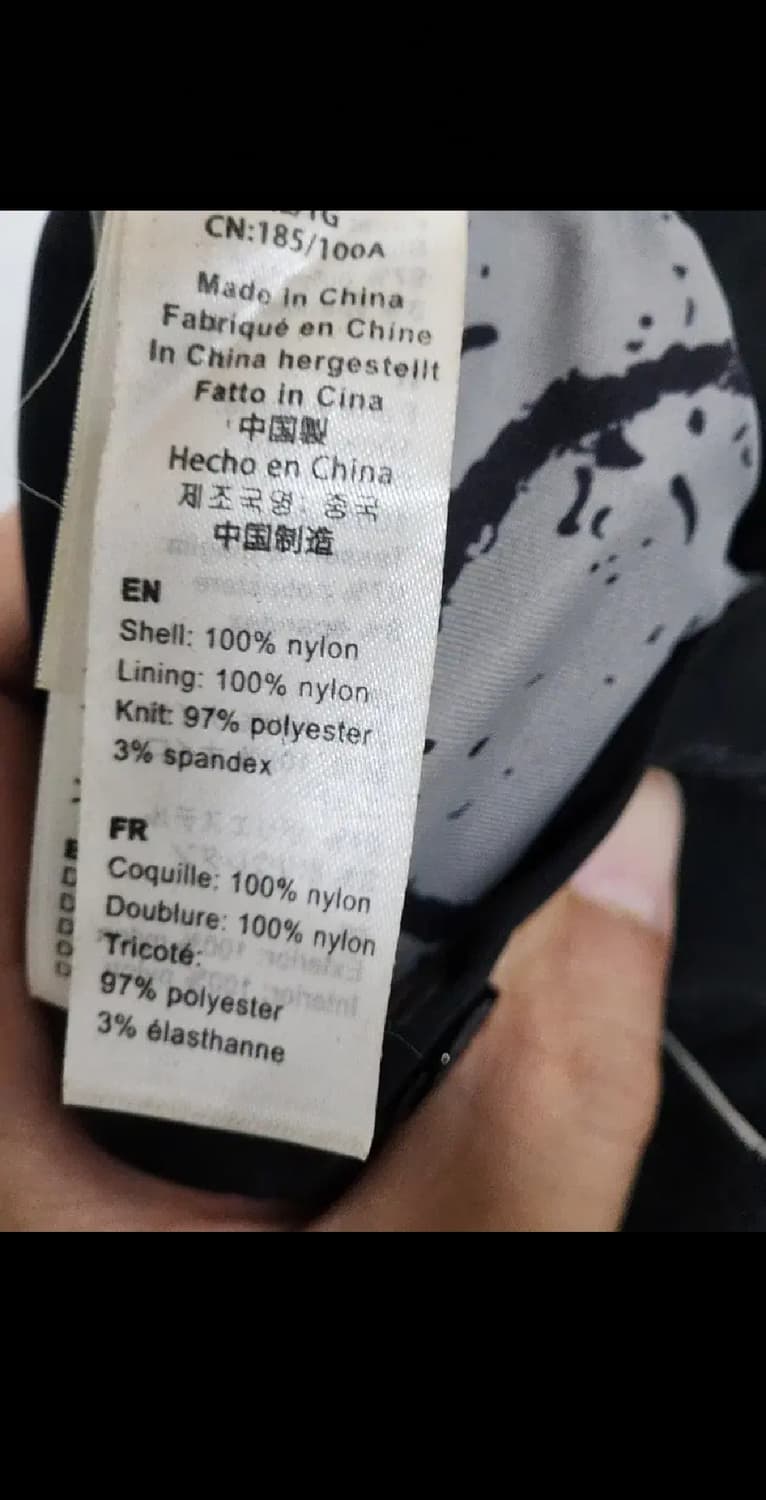 CN:185/100A
Made in China
Fabriqué en Chine
In China hergestellt
Fatto in Cina
中国製
Hecho en China
제조국명: 중국
中国制造
EN
Shell: 100% nylon
Lining: 100% nylon
Knit: 97% polyester
3% spandex
FR
Coquille: 100% nylon
Doublure: 100% nylon
Tricoté:
97% polyester
3% élasthanne